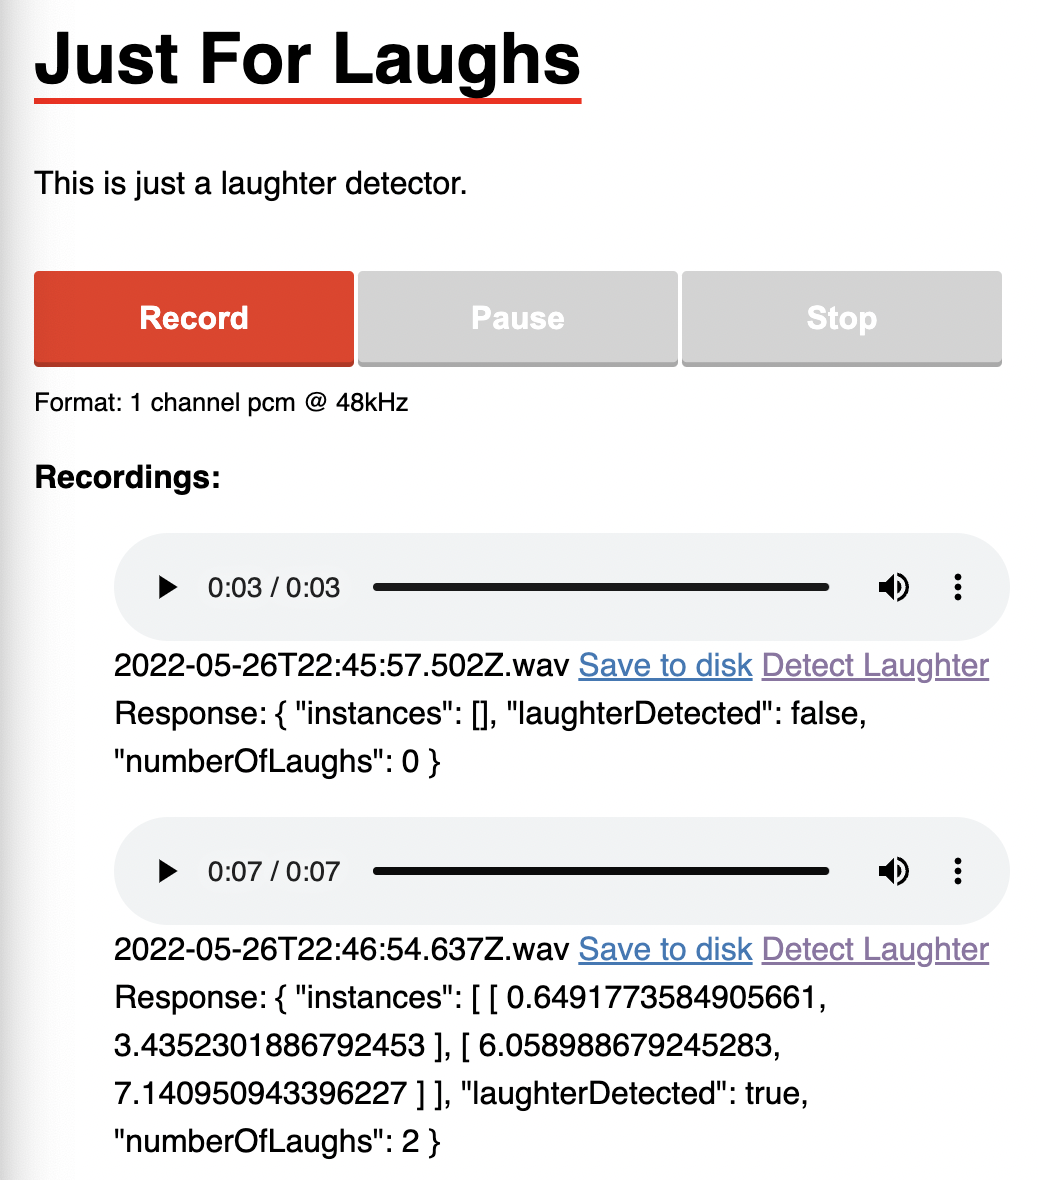 Just For Laughs
This is just a laughter detector.
Record Pause Stop
Format: 1 channel pcm @ 48kHz
Recordings:
0:03 / 0:03
2022-05-26T22:45:57.502Z.wav Save to disk Detect Laughter
Response: { "instances": [], "laughterDetected": false,
"numberOfLaughs": 0 }
0:07 / 0:07
2022-05-26T22:46:54.637Z.wav Save to disk Detect Laughter
Response: { "instances": [ [ 0.6491773584905661,
3.4352301886792453 ], [ 6.058988679245283,
7.140950943396227 ] ], "laughterDetected": true,
"numberOfLaughs": 2 }